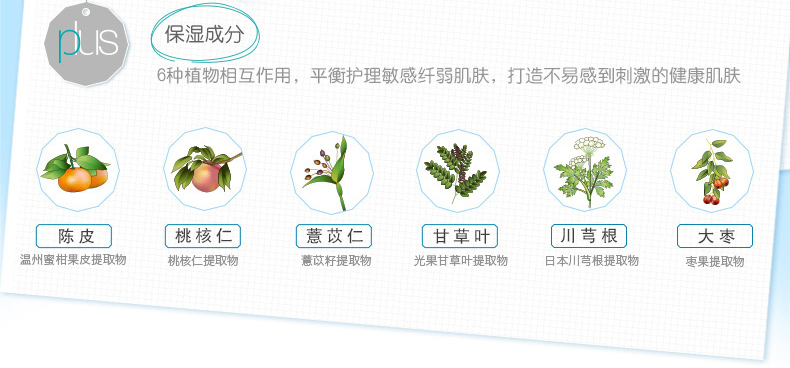 plus
保湿成分
6种植物相互作用，平衡护理敏感纤弱肌肤，打造不易感到刺激的健康肌肤
陈皮 桃核仁 薏苡仁 甘草叶 川芎根 大枣
温州蜜柑果皮提取物 桃核仁提取物 薏苡籽提取物 光果甘草叶提取物 日本川芎根提取物 枣果提取物